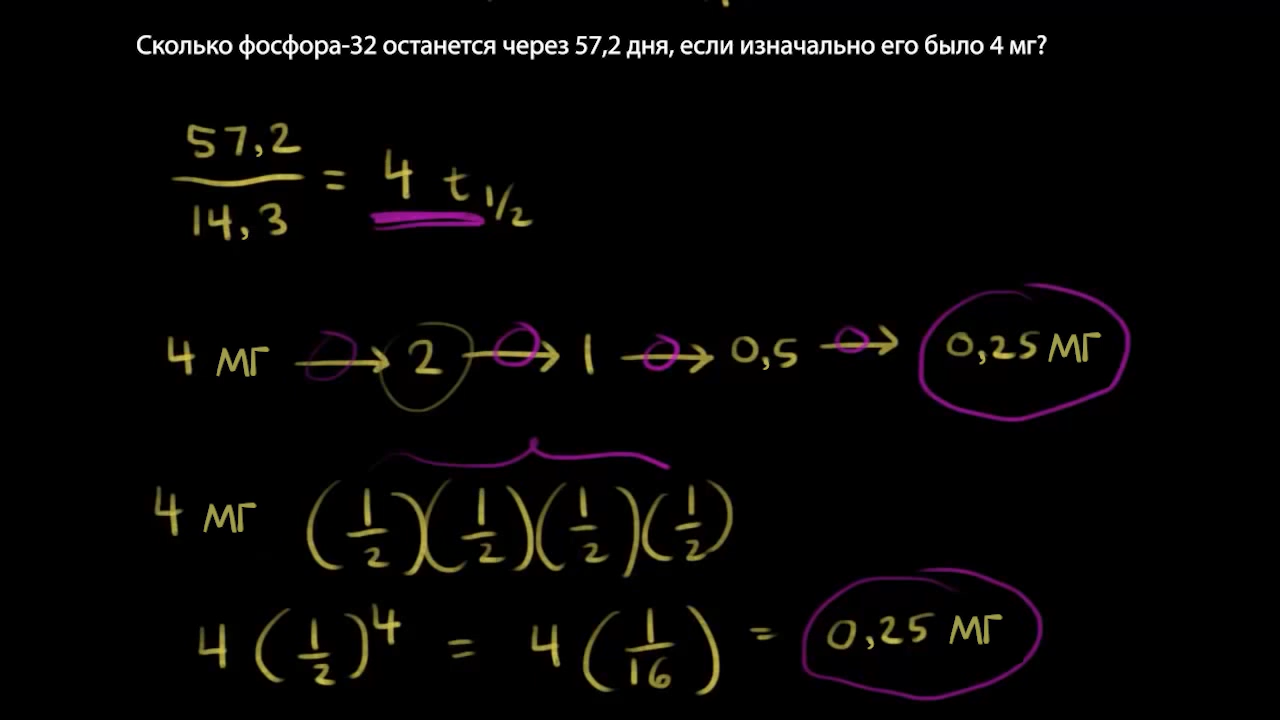 Сколько фосфора-32 останется через 57,2 дня, если изначально его было 4 мг?
57,2
14,3
= 4 t 1/2
4 мг → 2 → 1 → 0,5 → 0,25 мг
4 мг (1/2)(1/2)(1/2)(1/2)
4(1/2)^4 = 4(1/16) = 0,25 мг